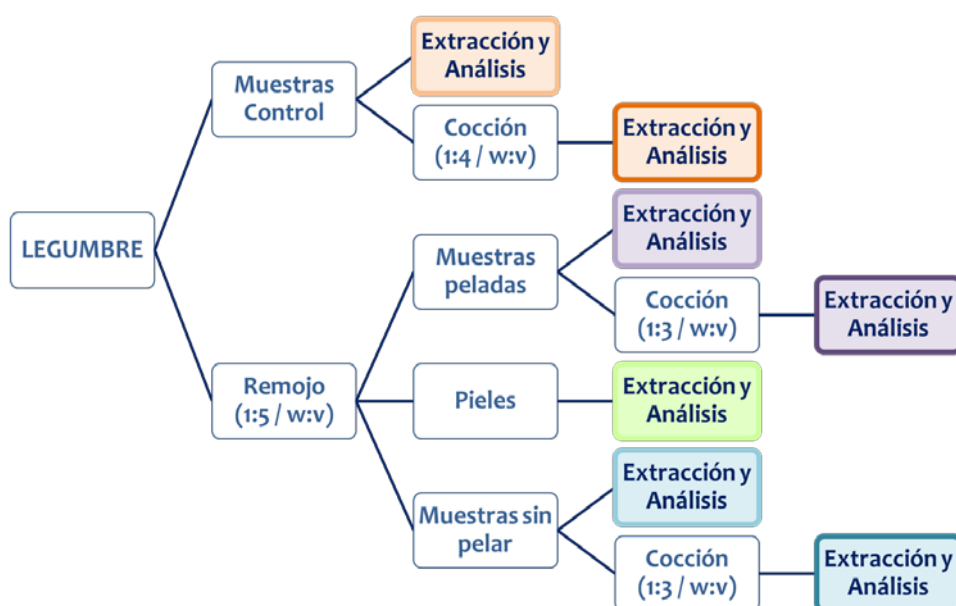 Extracción y
Análisis
Muestras
Control
Cocción
(1:4 / w:v)
Extracción y
Análisis
LEGUMBRE
Extracción y
Análisis
Muestras
peladas
Cocción
(1:3 / w:v)
Extracción y
Análisis
Remojo
(1:5 / w:v)
Pieles
Extracción y
Análisis
Extracción y
Análisis
Muestras sin
pelar
Cocción
(1:3 / w:v)
Extracción y
Análisis